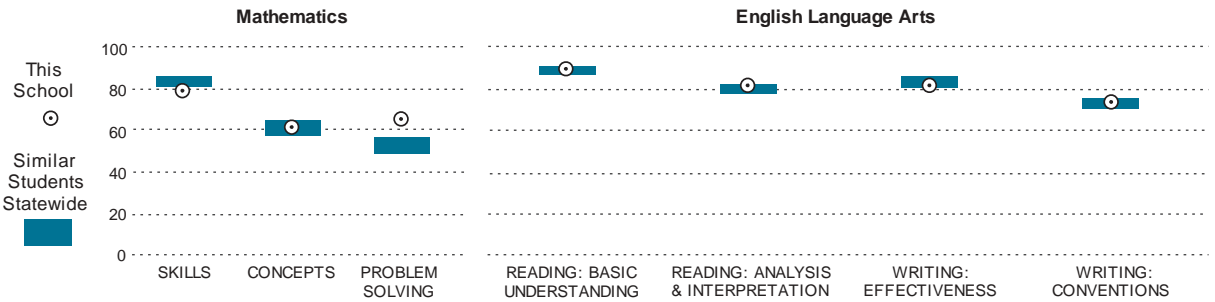 Mathematics
English Language Arts
This
School
Similar
Students
Statewide
100
80
60
40
20
0
SKILLS
CONCEPTS
PROBLEM
SOLVING
READING: BASIC
UNDERSTANDING
READING: ANALYSIS
& INTERPRETATION
WRITING:
EFFECTIVENESS
WRITING:
CONVENTIONS